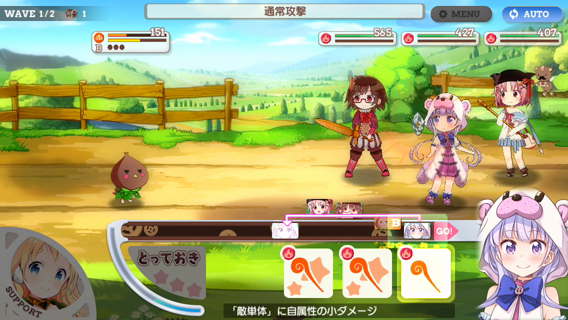 WAVE 1/2 1
通常攻撃
MENU
AUTO
151
B
565
427
407
B
GO!
とっておき
SUPPORT
「敵単体」に自属性の小ダメージ